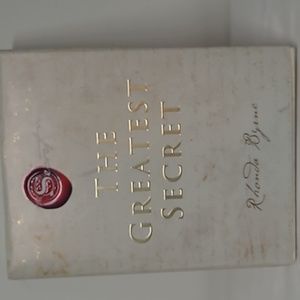 THE
GREATEST
SECRET
Rhonda Byrne